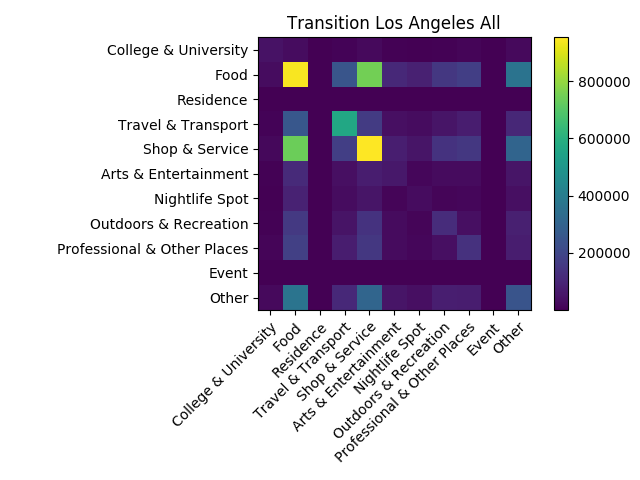 Transition Los Angeles All
College & University
Food
Residence
Travel & Transport
Shop & Service
Arts & Entertainment
Nightlife Spot
Outdoors & Recreation
Professional & Other Places
Event
Other
800000
600000
400000
200000
College & University
Food
Residence
Travel & Transport
Shop & Service
Arts & Entertainment
Nightlife Spot
Outdoors & Recreation
Professional & Other Places
Event
Other